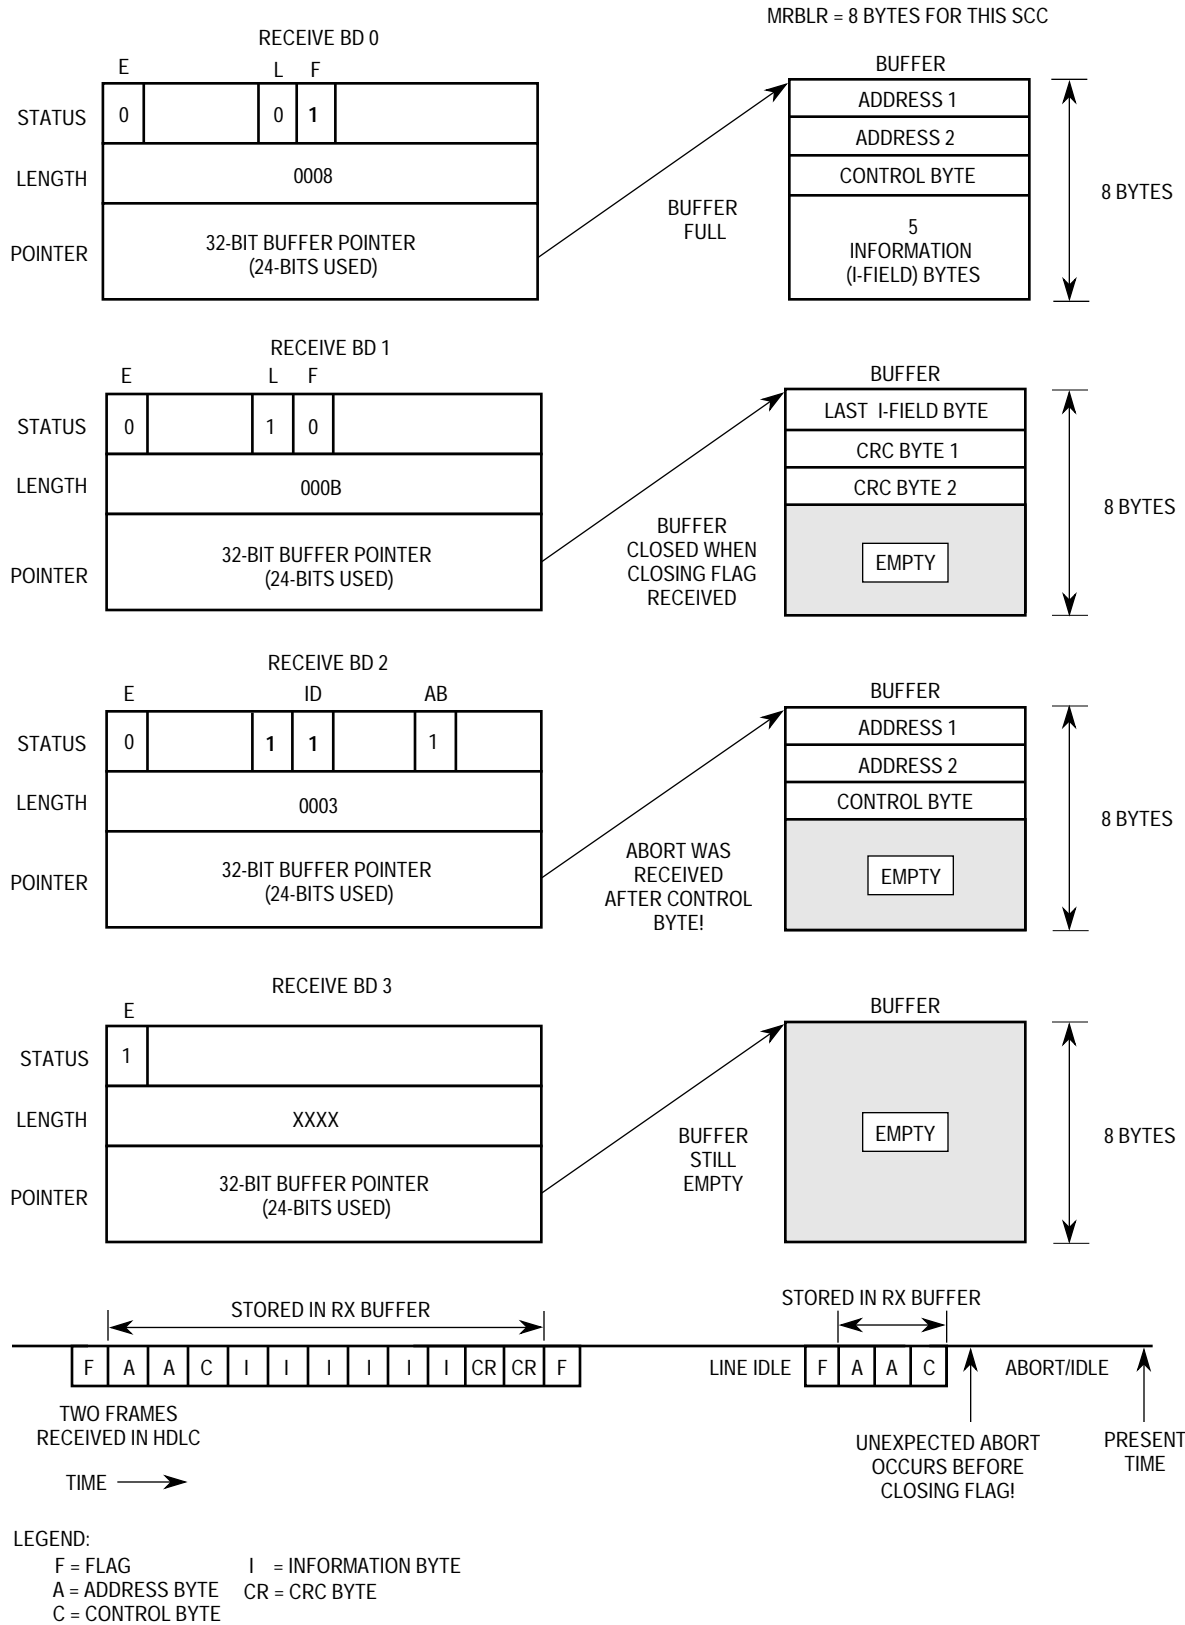 MRBLR = 8 BYTES FOR THIS SCC
RECEIVE BD 0
E L F
STATUS 0 0 1
LENGTH 0008
POINTER 32-BIT BUFFER POINTER
(24-BITS USED)
BUFFER
FULL
BUFFER
ADDRESS 1
ADDRESS 2
CONTROL BYTE
5
INFORMATION
(I-FIELD) BYTES
8 BYTES
RECEIVE BD 1
E L F
STATUS 0 1 0
LENGTH 000B
POINTER 32-BIT BUFFER POINTER
(24-BITS USED)
BUFFER
CLOSED WHEN
CLOSING FLAG
RECEIVED
BUFFER
LAST I-FIELD BYTE
CRC BYTE 1
CRC BYTE 2
EMPTY
8 BYTES
RECEIVE BD 2
E ID AB
STATUS 0 1 1 1
LENGTH 0003
POINTER 32-BIT BUFFER POINTER
(24-BITS USED)
ABORT WAS
RECEIVED
AFTER CONTROL
BYTE!
BUFFER
ADDRESS 1
ADDRESS 2
CONTROL BYTE
EMPTY
8 BYTES
RECEIVE BD 3
E
STATUS 1
LENGTH XXXX
POINTER 32-BIT BUFFER POINTER
(24-BITS USED)
BUFFER
STILL
EMPTY
BUFFER
EMPTY
8 BYTES
STORED IN RX BUFFER
STORED IN RX BUFFER
F A A C I I I I I I CR CR F LINE IDLE F A A C ABORT/IDLE
TWO FRAMES
RECEIVED IN HDLC
TIME
UNEXPECTED ABORT
OCCURS BEFORE
CLOSING FLAG!
PRESENT
TIME
LEGEND:
F = FLAG I = INFORMATION BYTE
A = ADDRESS BYTE CR = CRC BYTE
C = CONTROL BYTE